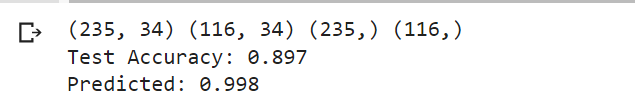 (235, 34) (116, 34) (235,) (116,)
Test Accuracy: 0.897
Predicted: 0.998